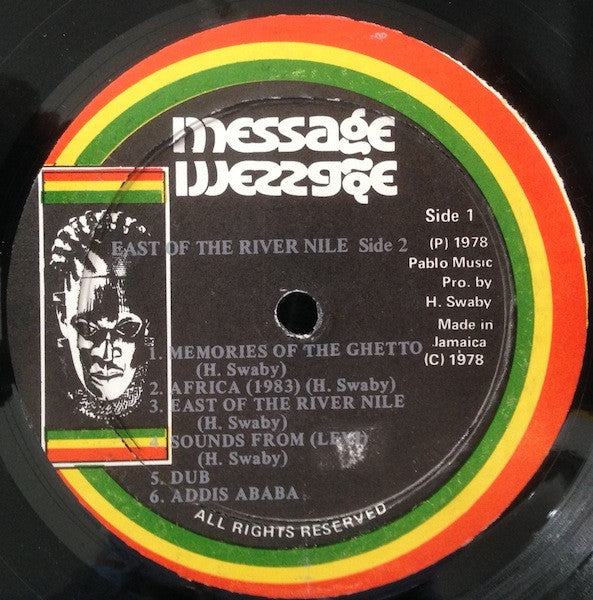 message
message
Side 1
EAST OF THE RIVER NILE Side 2
(P) 1978
Pablo Music
Pro. by
H. Swaby
Made in
Jamaica
(C) 1978
1. MEMORIES OF THE GHETTO
(H. Swaby)
2. AFRICA (1983) (H. Swaby)
3. EAST OF THE RIVER NILE
4. SOUNDS FROM (LEVI)
(H. Swaby)
5. DUB
6. ADDIS ABABA
ALL RIGHTS RESERVED